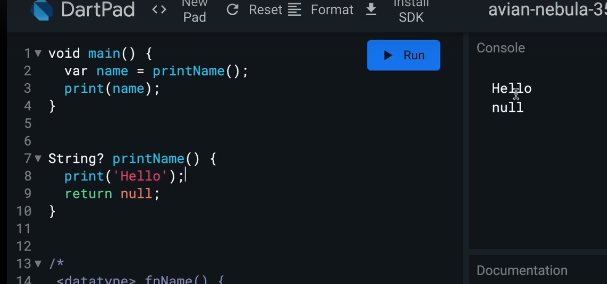 DartPad <> New Pad Reset Format Install SDK avian-nebula-35
1 void main() {
2 var name = printName();
3 print(name);
4 }
5
6
7 String? printName() {
8 print('Hello');
9 return null;
10 }
11
12
13 /*
14 <datatype> fnName() {
Run
Console
Hello
null
Documentation